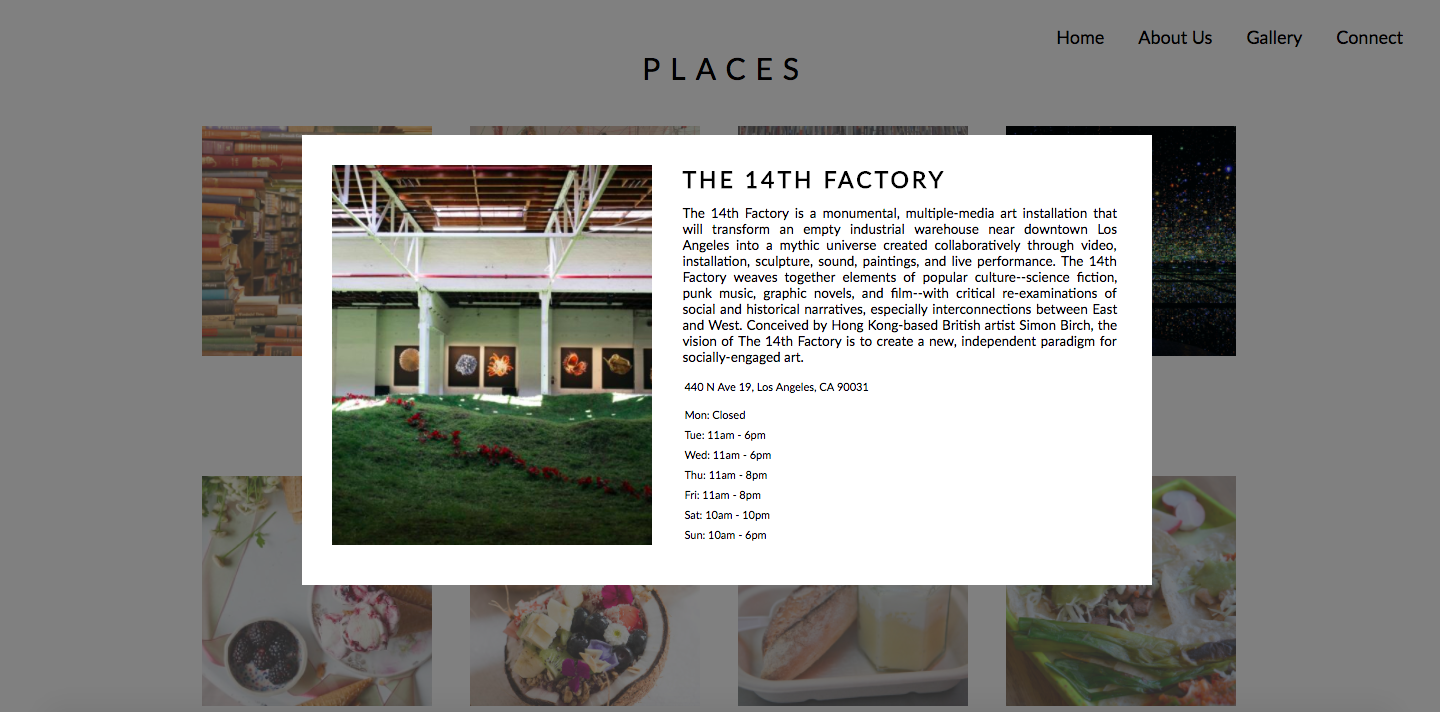 Home About Us Gallery Connect
PLACES
THE 14TH FACTORY
The 14th Factory is a monumental, multiple-media art installation that
will transform an empty industrial warehouse near downtown Los
Angeles into a mythic universe created collaboratively through video,
installation, sculpture, sound, paintings, and live performance. The 14th
Factory weaves together elements of popular culture--science fiction,
punk music, graphic novels, and film--with critical re-examinations of
social and historical narratives, especially interconnections between East
and West. Conceived by Hong Kong-based British artist Simon Birch, the
vision of The 14th Factory is to create a new, independent paradigm for
socially-engaged art.
440 N Ave 19, Los Angeles, CA 90031
Mon: Closed
Tue: 11am - 6pm
Wed: 11am - 6pm
Thu: 11am - 8pm
Fri: 11am - 8pm
Sat: 10am - 10pm
Sun: 10am - 6pm